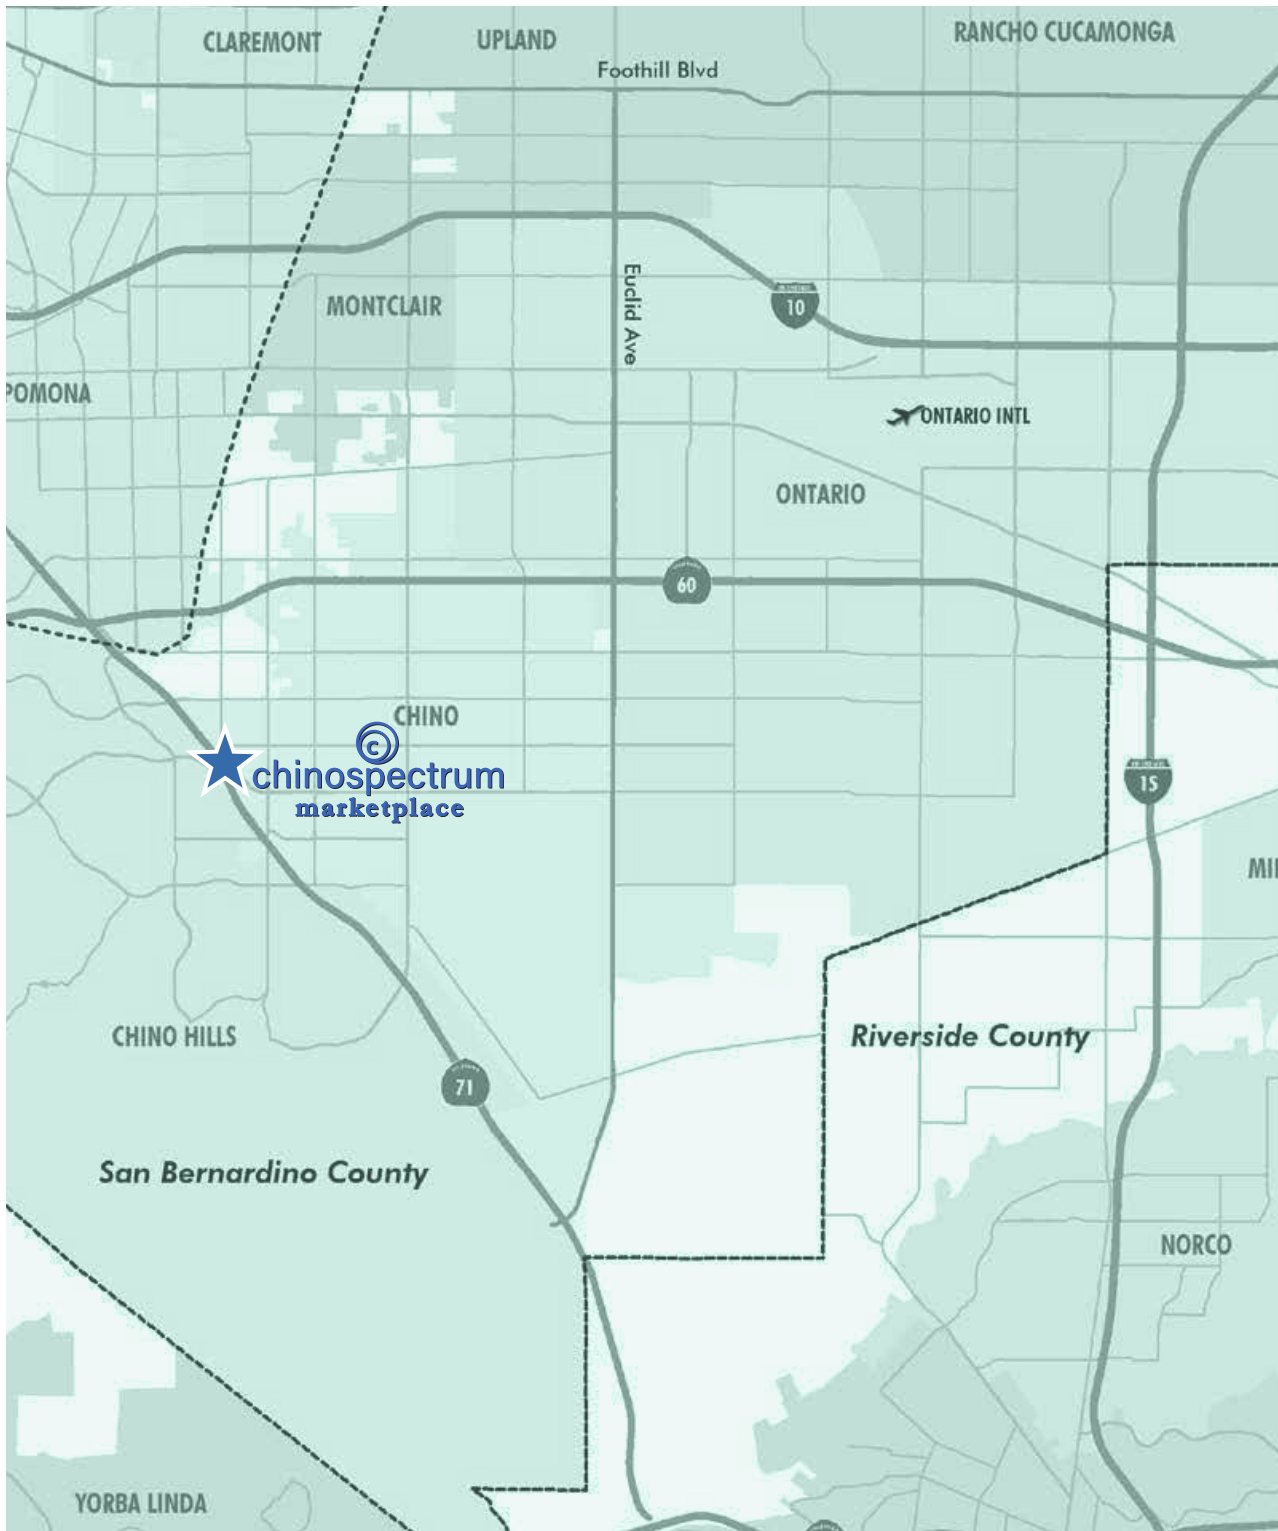 CLAREMONT
UPLAND
RANCHO CUCAMONGA
Foothill Blvd
Euclid Ave
MONTCLAIR
10
POMONA
ONTARIO INTL
ONTARIO
60
CHINO
c
chinospectrum
marketplace
15
CHINO HILLS
Riverside County
71
San Bernardino County
NORCO
YORBA LINDA